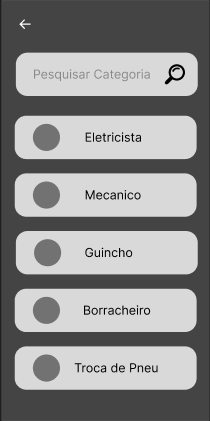 Pesquisar Categoria
Eletricista
Mecanico
Guincho
Borracheiro
Troca de Pneu